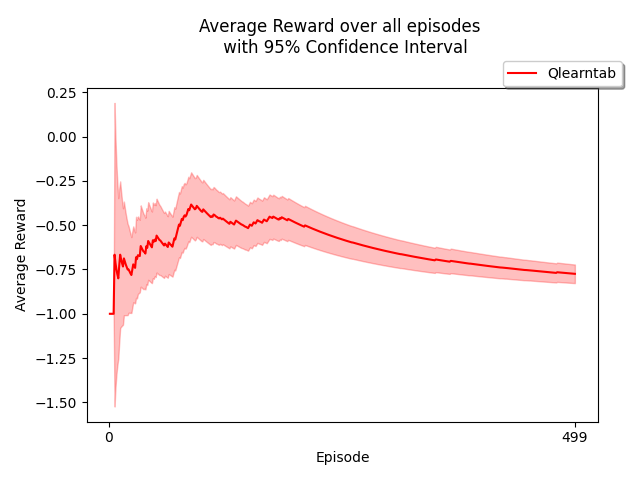 Average Reward over all episodes
with 95% Confidence Interval
Qlearntab
0.25
0.00
−0.25
−0.50
−0.75
−1.00
−1.25
−1.50
Average Reward
0 499
Episode